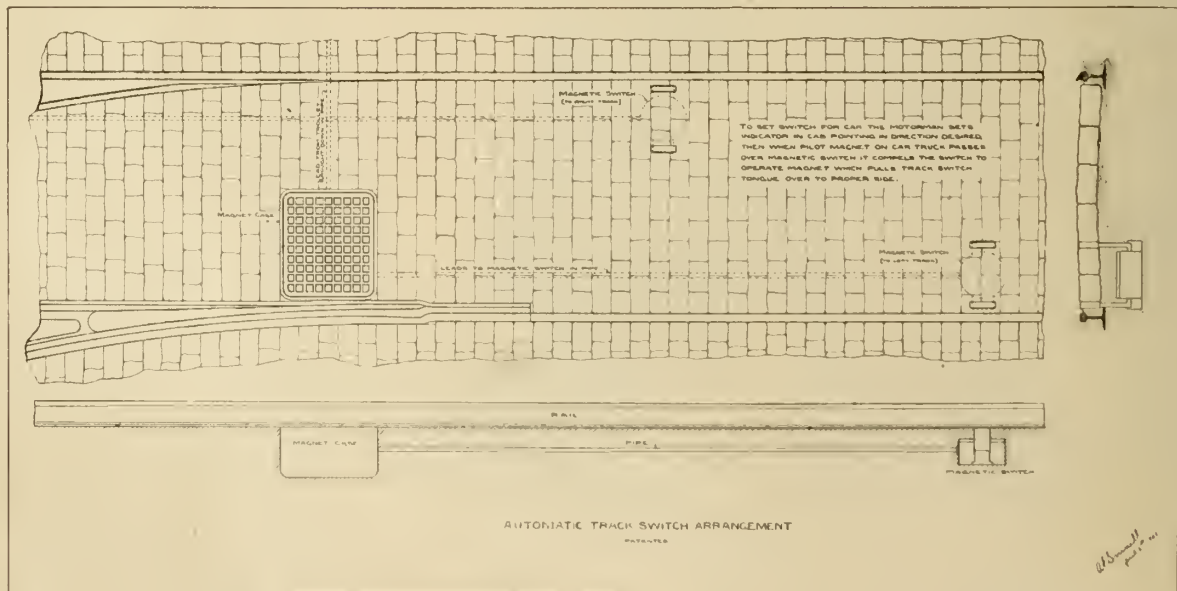 MAGNETIC SWITCH
(TO RIGHT TRACK)
TO SET SWITCH FOR CAR THE MOTORMAN SETS
INDICATOR IN CAB POINTING IN DIRECTION DESIRED
THEN WHEN PILOT MAGNET ON CAR TRUCK PASSES
OVER MAGNETIC SWITCH IT COMPELS THE SWITCH TO
OPERATE MAGNET WHICH PULLS TRACK SWITCH
TONGUE OVER TO PROPER SIDE.
LEAD FROM TROLLEY
MAGNET CASE
MAGNETIC SWITCH
(TO LEFT TRACK)
LEADS TO MAGNETIC SWITCH IN PIPE
RAIL
MAGNET CASE
PIPE
MAGNETIC SWITCH
AUTOMATIC TRACK SWITCH ARRANGEMENT
PATENTED